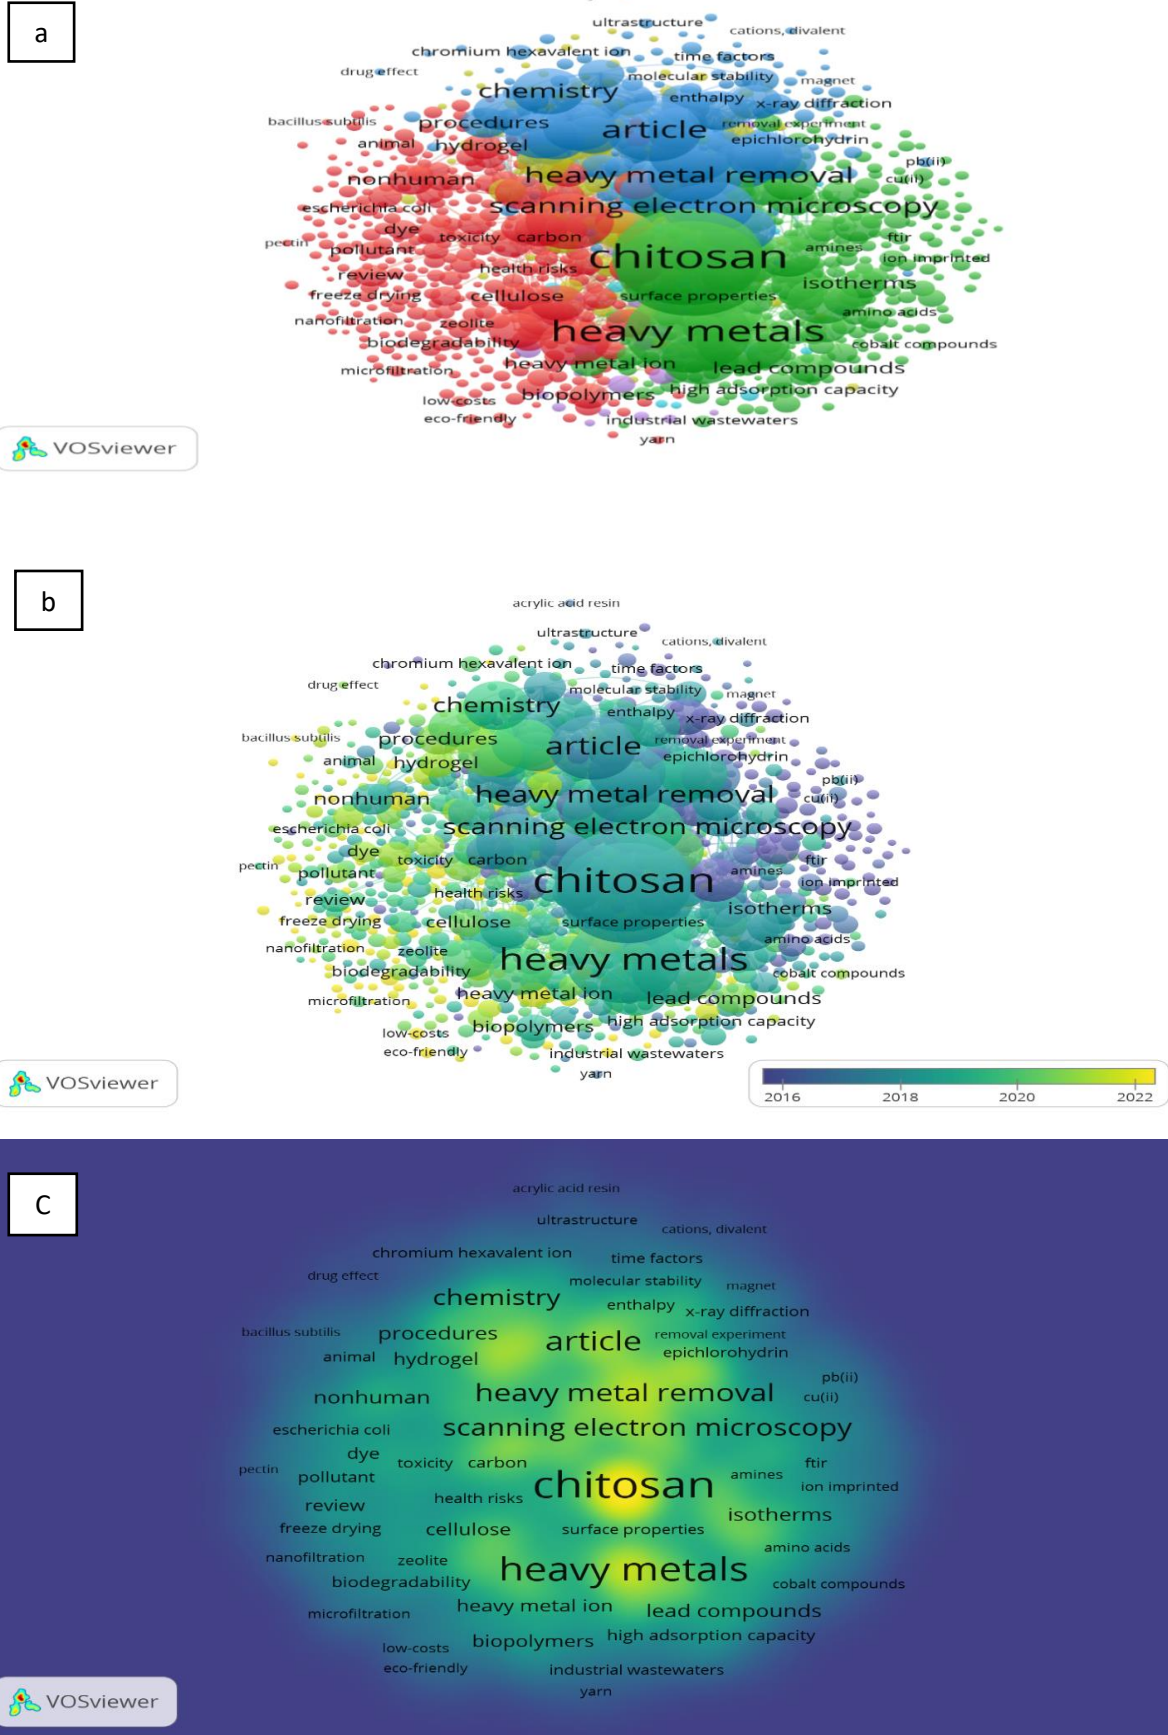 a
ultrastructure
cations, divalent
chromium hexavalent ion
time factors
drug effect
molecular stability
magnet
chemistry
enthalpy
x-ray diffraction
bacillus subtilis
procedures
article
removal experiment
animal
hydrogel
epichlorohydrin
pb(ii)
nonhuman
heavy metal removal
cu(ii)
escherichia coli
scanning electron microscopy
dye
toxicity
carbon
ftir
pectin
pollutant
chitosan
amines
ion imprinted
review
health risks
isotherms
freeze drying
cellulose
surface properties
amino acids
nanofiltration
zeolite
heavy metals
biodegradability
cobalt compounds
microfiltration
heavy metal ion
lead compounds
low-costs
biopolymers
high adsorption capacity
eco-friendly
industrial wastewaters
yarn
VOSviewer
b
acrylic acid resin
ultrastructure
cations, divalent
chromium hexavalent ion
time factors
drug effect
molecular stability
magnet
chemistry
enthalpy
x-ray diffraction
bacillus subtilis
procedures
article
removal experiment
animal
hydrogel
epichlorohydrin
pb(ii)
nonhuman
heavy metal removal
cu(ii)
escherichia coli
scanning electron microscopy
dye
toxicity
carbon
ftir
pectin
pollutant
chitosan
amines
ion imprinted
review
health risks
isotherms
freeze drying
cellulose
surface properties
amino acids
nanofiltration
zeolite
heavy metals
biodegradability
cobalt compounds
microfiltration
heavy metal ion
lead compounds
low-costs
biopolymers
high adsorption capacity
eco-friendly
industrial wastewaters
yarn
VOSviewer
2016 2018 2020 2022
C
acrylic acid resin
ultrastructure
cations, divalent
chromium hexavalent ion
time factors
drug effect
molecular stability
magnet
chemistry
enthalpy
x-ray diffraction
bacillus subtilis
procedures
article
removal experiment
animal
hydrogel
epichlorohydrin
pb(ii)
nonhuman
heavy metal removal
cu(ii)
escherichia coli
scanning electron microscopy
dye
toxicity
carbon
ftir
pectin
pollutant
chitosan
amines
ion imprinted
review
health risks
isotherms
freeze drying
cellulose
surface properties
amino acids
nanofiltration
zeolite
heavy metals
biodegradability
cobalt compounds
microfiltration
heavy metal ion
lead compounds
low-costs
biopolymers
high adsorption capacity
eco-friendly
industrial wastewaters
yarn
VOSviewer